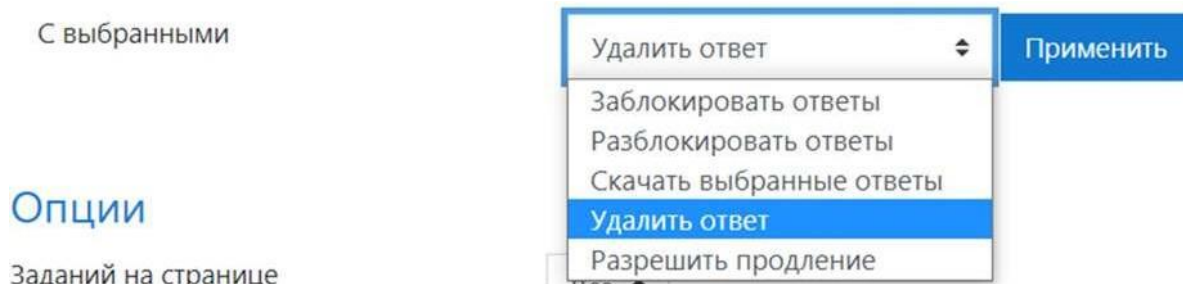 С выбранными
Удалить ответ
Применить
Заблокировать ответы
Разблокировать ответы
Скачать выбранные ответы
Удалить ответ
Разрешить продление
Опции
Заданий на странице